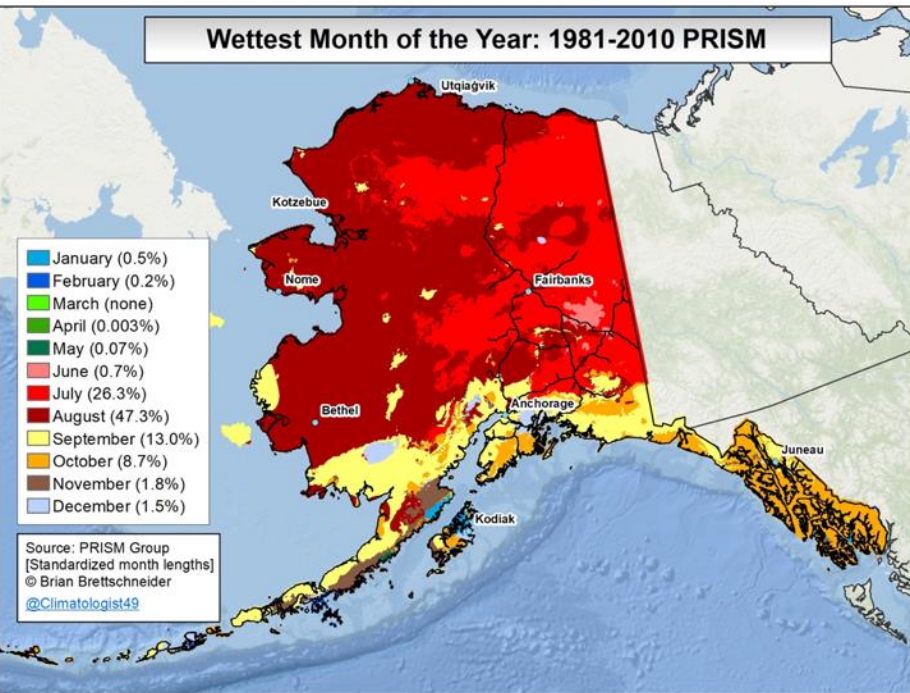 Wettest Month of the Year: 1981-2010 PRISM
Utqiaġvik
Kotzebue
Nome
Fairbanks
Bethel
Anchorage
Juneau
Kodiak
January (0.5%)
February (0.2%)
March (none)
April (0.003%)
May (0.07%)
June (0.7%)
July (26.3%)
August (47.3%)
September (13.0%)
October (8.7%)
November (1.8%)
December (1.5%)
Source: PRISM Group
[Standardized month lengths]
© Brian Brettschneider
@Climatologist49